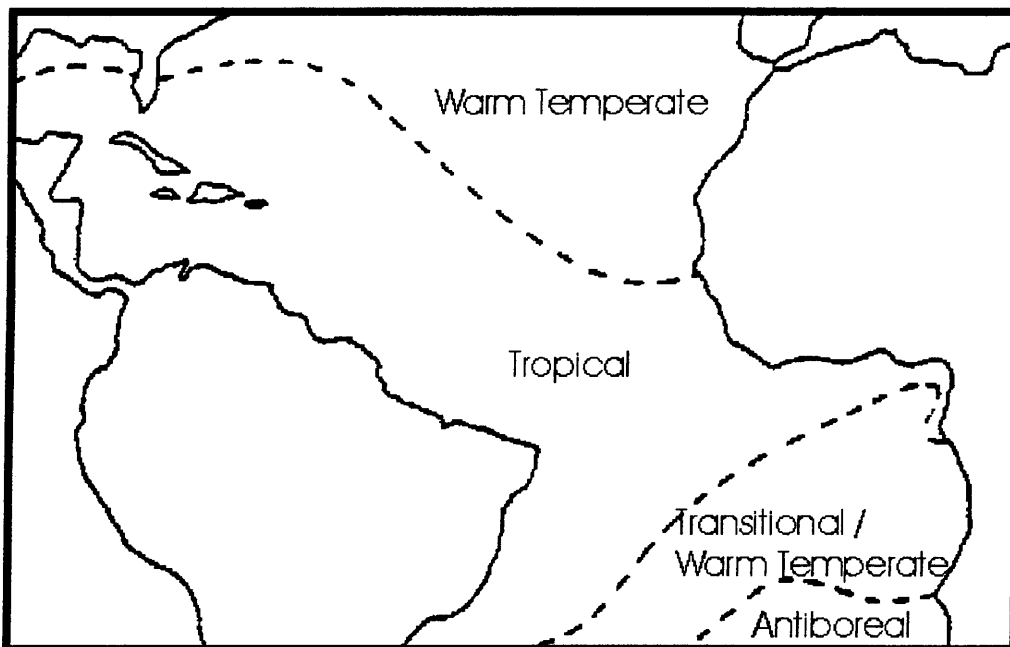 Warm Temperate
Tropical
Transitional /
Warm Temperate
Antiboreal